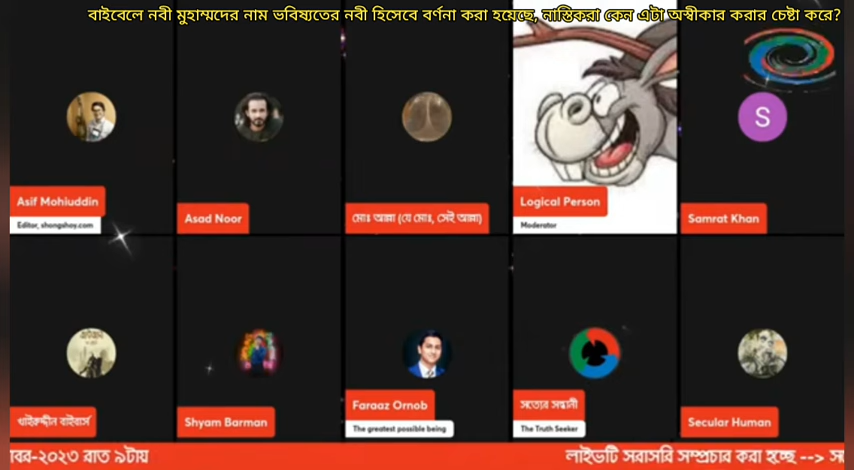 বাইবেলে নবী মুহাম্মদের নাম ভবিষ্যতের নবী হিসেবে বর্ণনা করা হয়েছে, নাস্তিকরা কেন এটা অস্বীকার করার চেষ্টা করে?
Asif Mohiuddin
Editor, shongshoy.com
Asad Noor
মোঃ আল্লা (যে মোঃ, সেই আল্লা)
Logical Person
Moderator
S
Samrat Khan
খাইরুদ্দীন বাইবার্স
Shyam Barman
Faraaz Ornob
The greatest possible being
সত্যের সন্ধানী
The Truth Seeker
Secular Human
বর-২০২৩ রাত ৯টায়
লাইভটি সরাসরি সম্প্রচার করা হচ্ছে -->